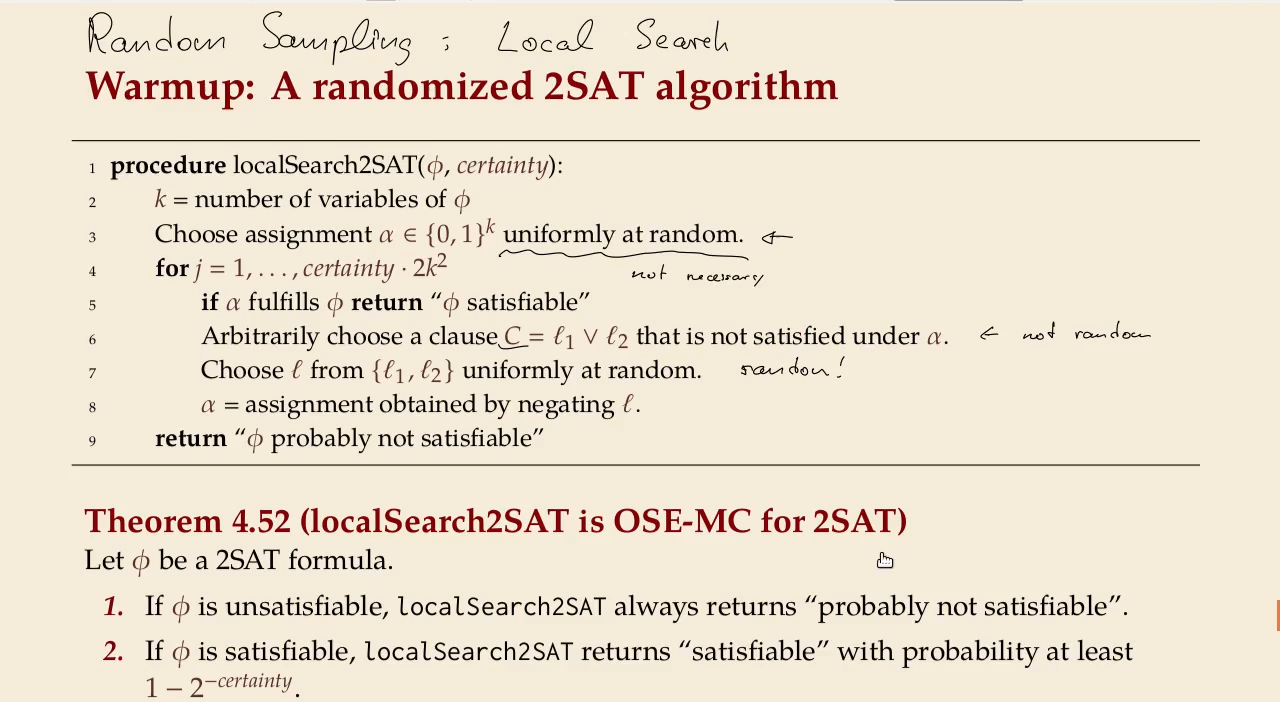 Random Sampling : Local Search
Warmup: A randomized 2SAT algorithm
1 procedure localSearch2SAT(ϕ, certainty):
2 k = number of variables of ϕ
3 Choose assignment α ∈ {0, 1}^k uniformly at random. ←
4 for j = 1, . . . , certainty · 2k^2 not necessary
5 if α fulfills ϕ return “ϕ satisfiable”
6 Arbitrarily choose a clause C = ℓ1 ∨ ℓ2 that is not satisfied under α. ← not random
7 Choose ℓ from {ℓ1, ℓ2} uniformly at random. random!
8 α = assignment obtained by negating ℓ.
9 return “ϕ probably not satisfiable”
Theorem 4.52 (localSearch2SAT is OSE-MC for 2SAT)
Let ϕ be a 2SAT formula.
1. If ϕ is unsatisfiable, localSearch2SAT always returns “probably not satisfiable”.
2. If ϕ is satisfiable, localSearch2SAT returns “satisfiable” with probability at least
1 − 2^−certainty.